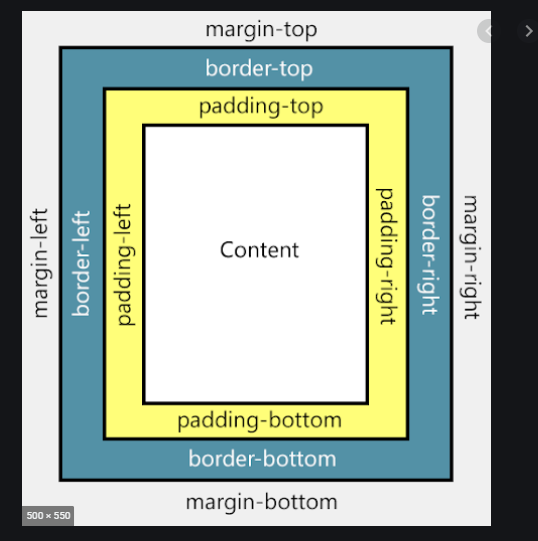 margin-top
border-top
padding-top
margin-left
border-left
padding-left
Content
padding-right
border-right
margin-right
padding-bottom
border-bottom
margin-bottom
500 × 550